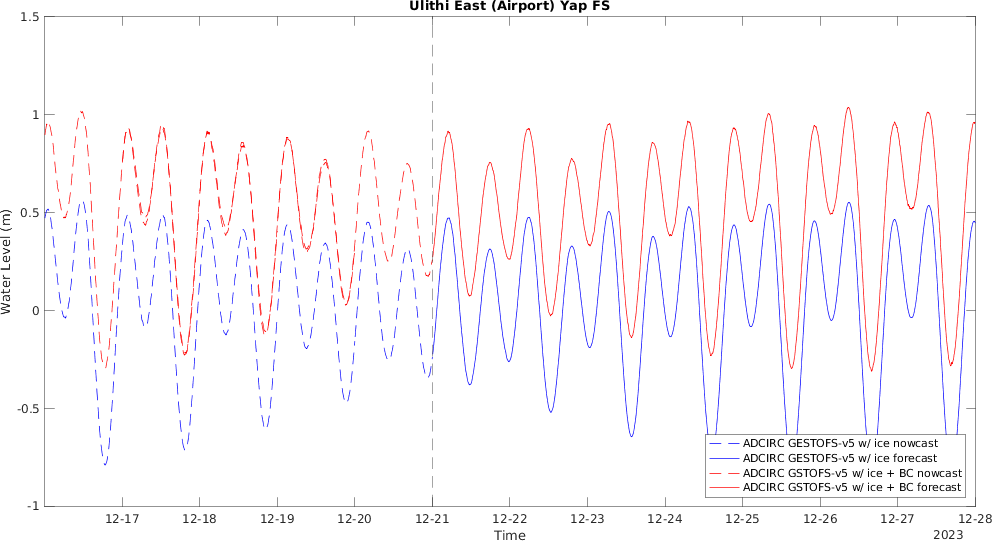 Ulithi East (Airport) Yap FS
1.5
1
0.5
0
-0.5
-1
Water Level (m)
12-17 12-18 12-19 12-20 12-21 12-22 12-23 12-24 12-25 12-26 12-27 12-28
Time
2023
ADCIRC GESTOFS-v5 w/ ice nowcast
ADCIRC GESTOFS-v5 w/ ice forecast
ADCIRC GSTOFS-v5 w/ ice + BC nowcast
ADCIRC GSTOFS-v5 w/ ice + BC forecast